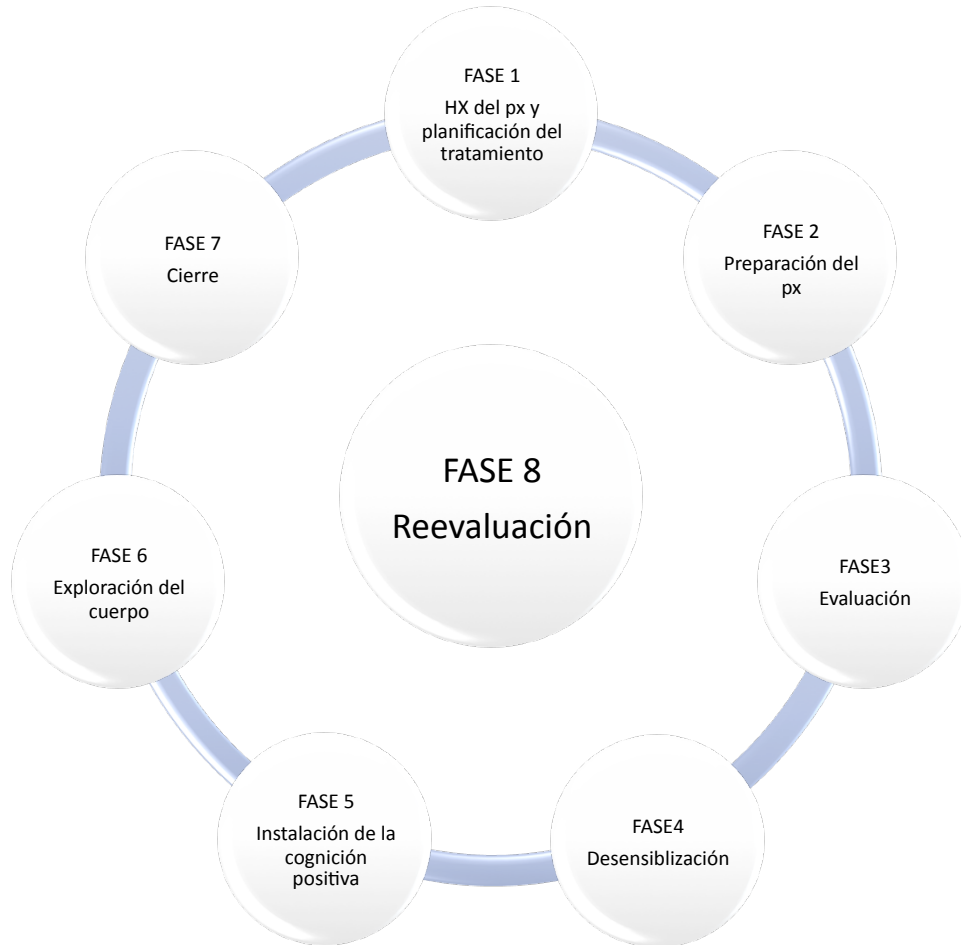 FASE 1
HX del px y
planificación del
tratamiento
FASE 2
Preparación del
px
FASE3
Evaluación
FASE4
Desensiblización
FASE 5
Instalación de la
cognición
positiva
FASE 6
Exploración del
cuerpo
FASE 7
Cierre
FASE 8
Reevaluación